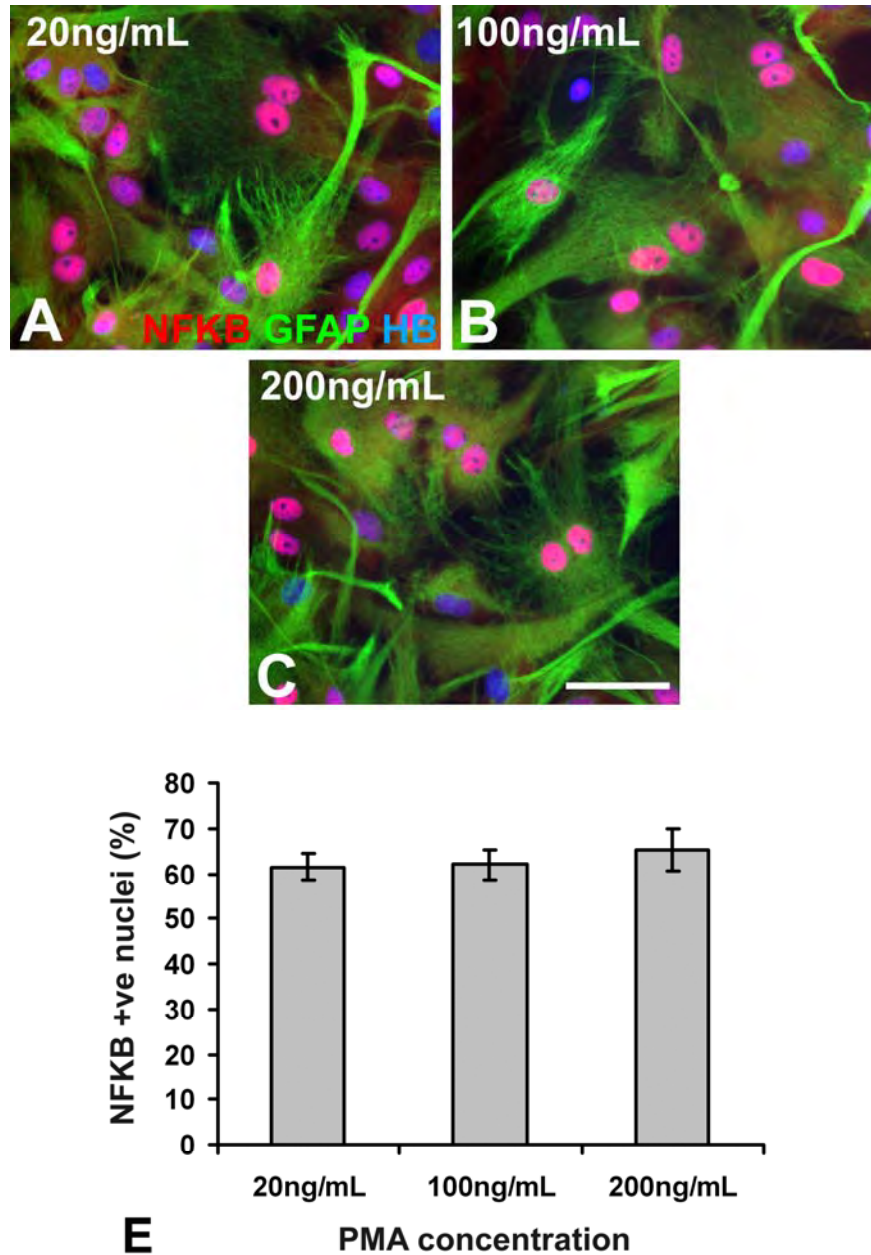 20ng/mL
100ng/mL
A
NFKB GFAP HB
B
200ng/mL
C
80
70
60
50
40
30
20
10
0
NFKB +ve nuclei (%)
20ng/mL 100ng/mL 200ng/mL
E
PMA concentration